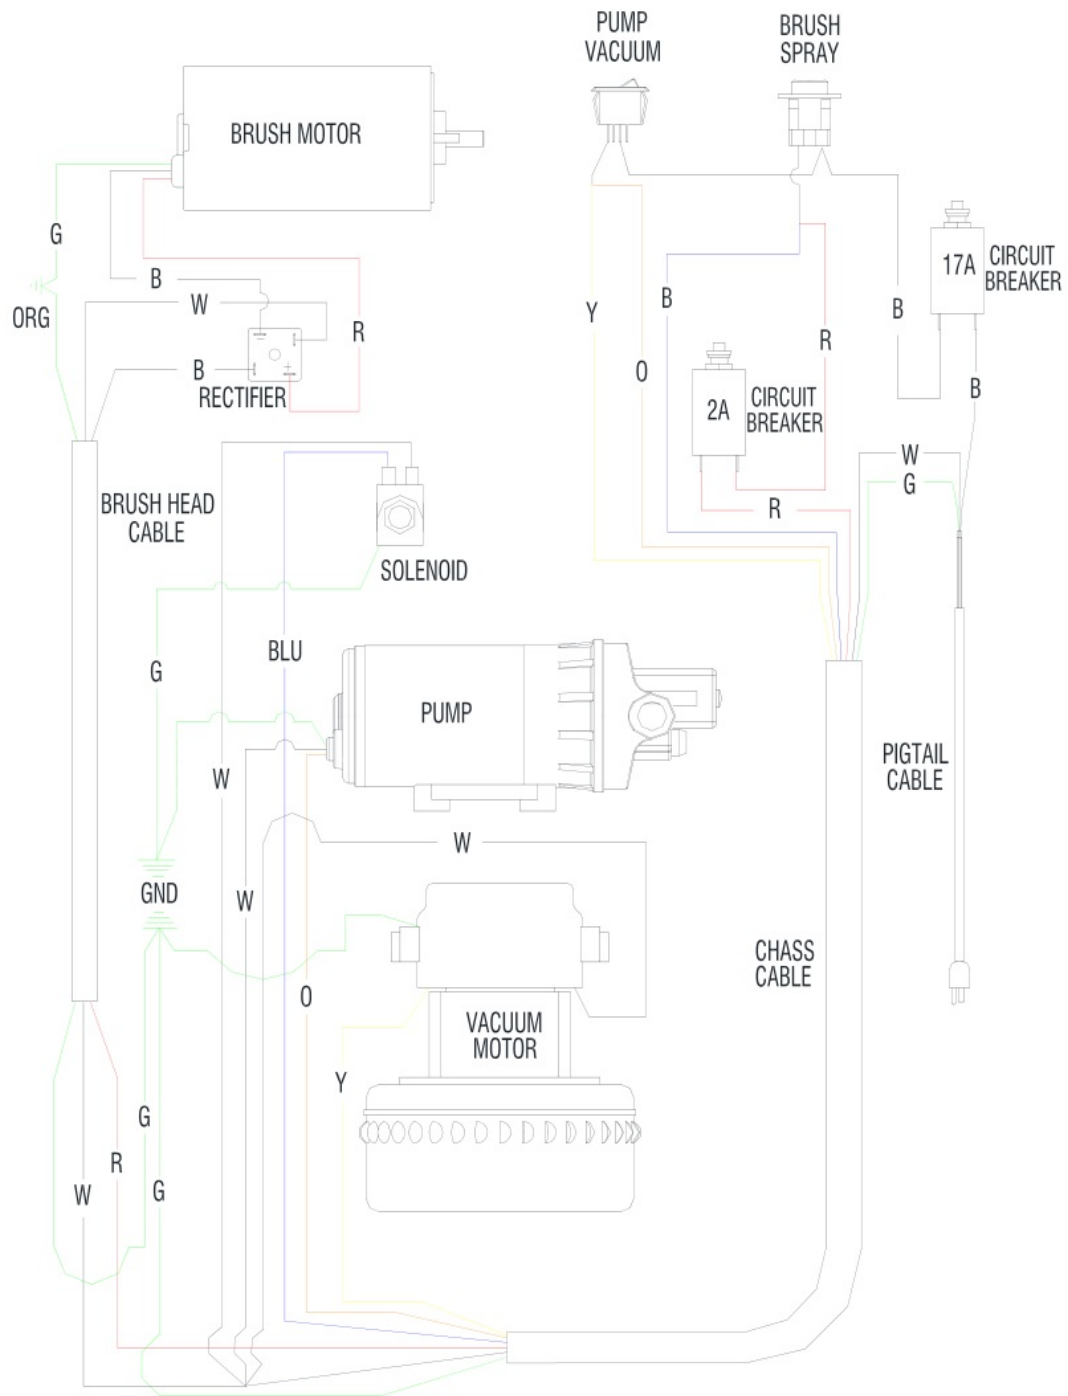 PUMP
VACUUM
BRUSH
SPRAY
BRUSH MOTOR
G
ORG
B
W
R
B
RECTIFIER
17A
CIRCUIT
BREAKER
Y
B
O
R
B
B
2A
CIRCUIT
BREAKER
W
G
R
BRUSH HEAD
CABLE
SOLENOID
G
BLU
W
PUMP
PIGTAIL
CABLE
W
W
GND
O
CHASS
CABLE
VACUUM
MOTOR
Y
G
R
W
G